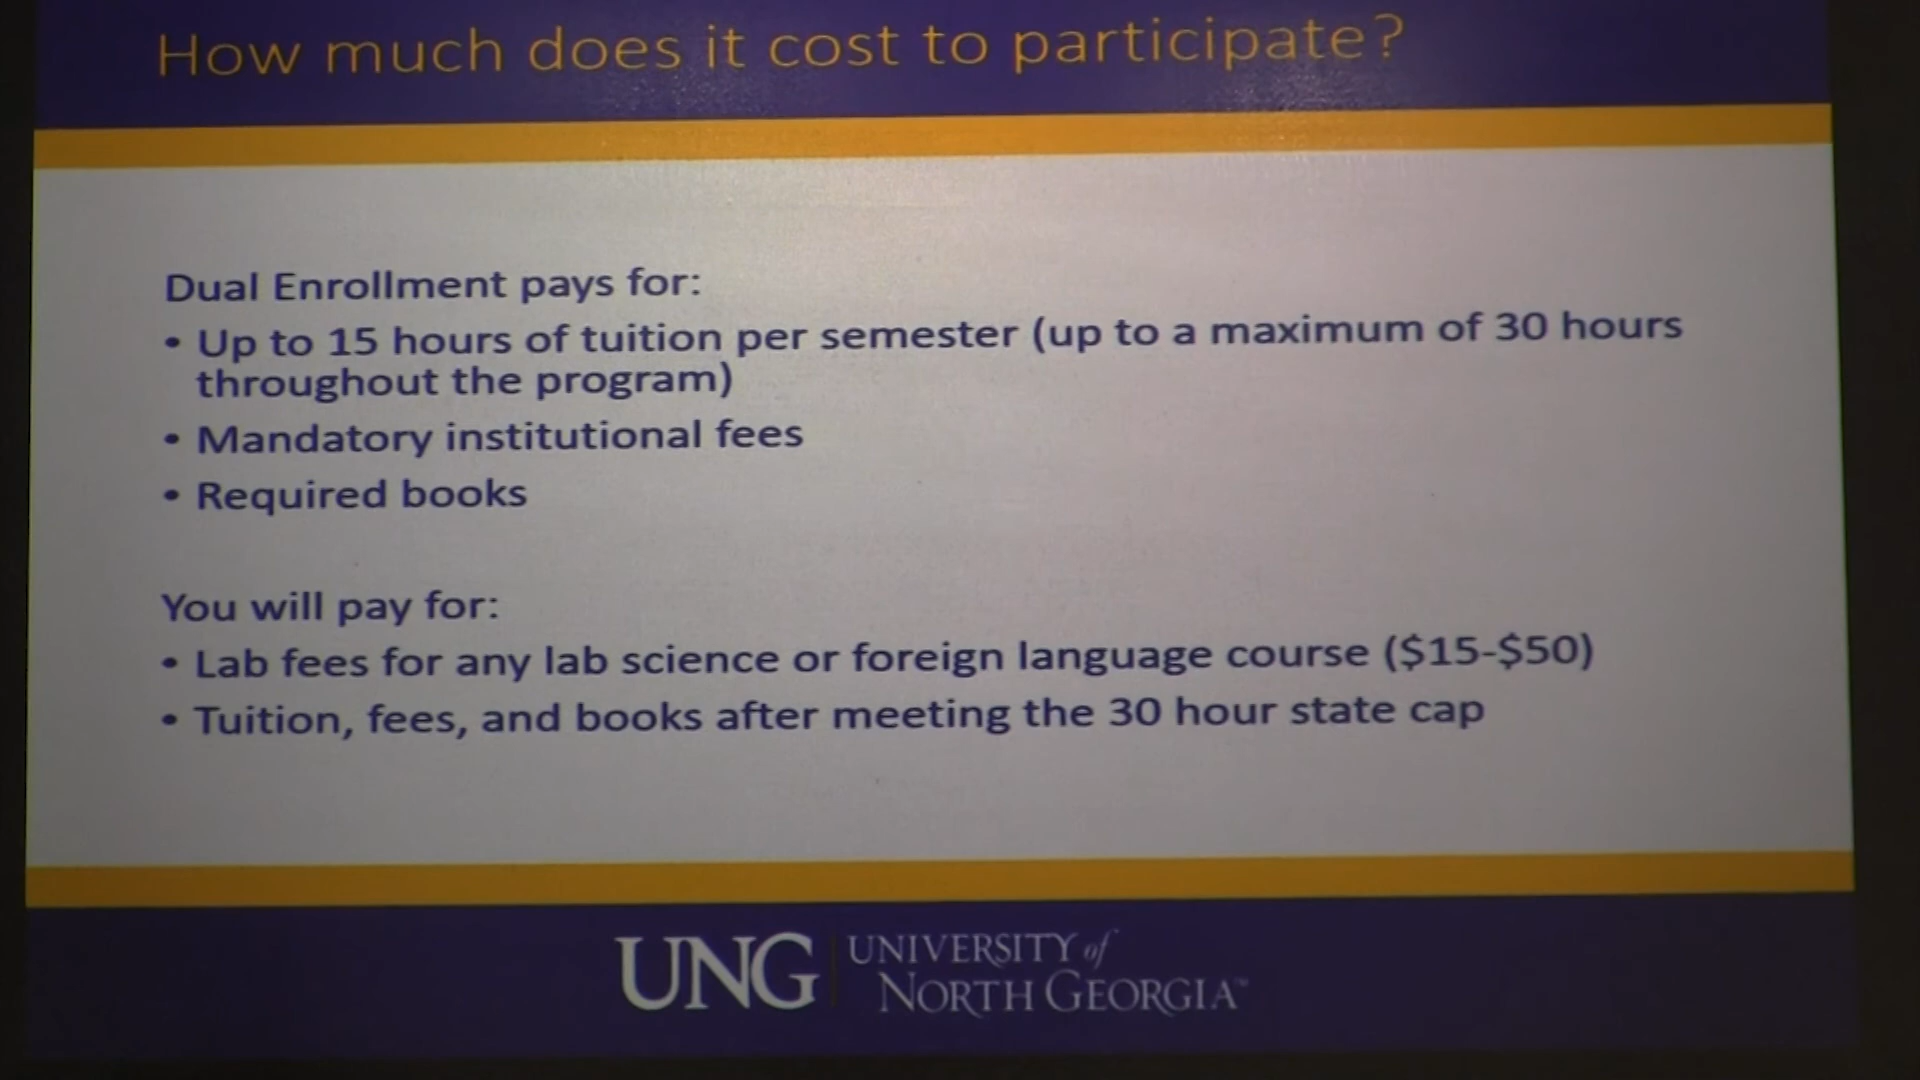 How much does it cost to participate?
Dual Enrollment pays for:
• Up to 15 hours of tuition per semester (up to a maximum of 30 hours
throughout the program)
• Mandatory institutional fees
• Required books
You will pay for:
• Lab fees for any lab science or foreign language course ($15-$50)
• Tuition, fees, and books after meeting the 30 hour state cap
UNG UNIVERSITY of
NORTH GEORGIA™